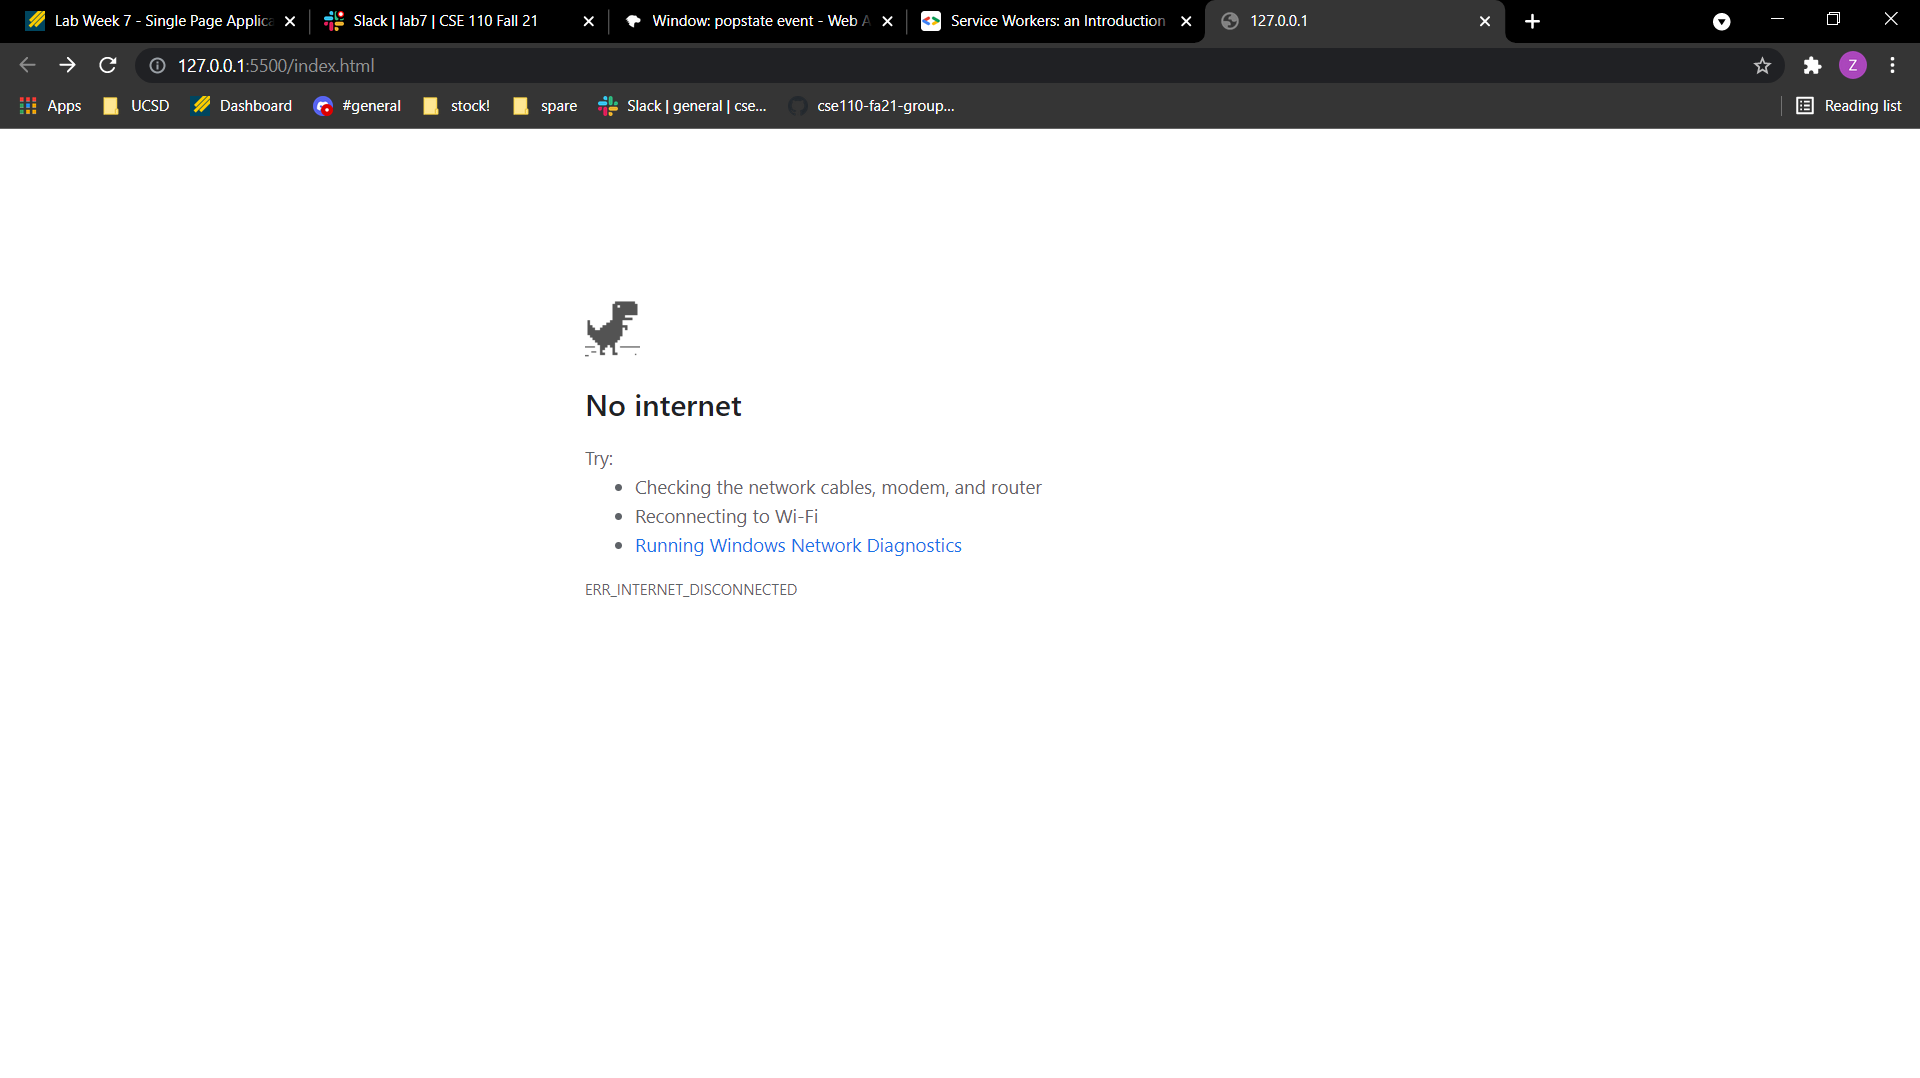 Lab Week 7 - Single Page Applica
Slack | lab7 | CSE 110 Fall 21
Window: popstate event - Web A
Service Workers: an Introduction
127.0.0.1
127.0.0.1:5500/index.html
Z
Apps
UCSD
Dashboard
#general
stock!
spare
Slack | general | cse...
cse110-fa21-group...
Reading list
No internet
Try:
Checking the network cables, modem, and router
Reconnecting to Wi-Fi
Running Windows Network Diagnostics
ERR_INTERNET_DISCONNECTED